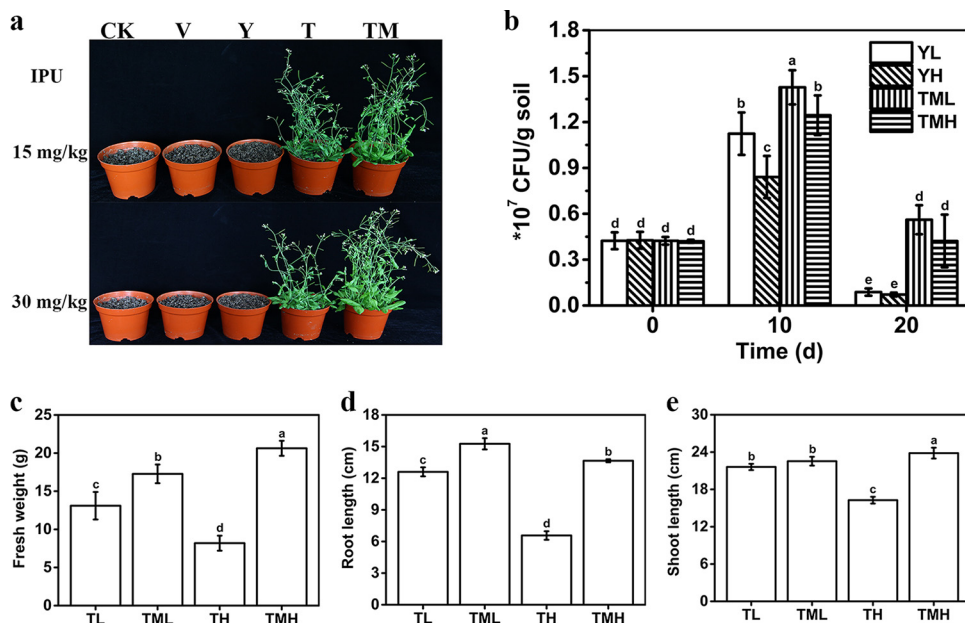 a
CK V Y T TM
IPU
15 mg/kg
30 mg/kg
b
*10⁷ CFU/g soil
1.8
1.5
1.2
0.9
0.6
0.3
0.0
d d d d
b c a b
e e d d
YL
YH
TML
TMH
0 10 20
Time (d)
c
Fresh weight (g)
25
20
15
10
5
0
c b d a
TL TML TH TMH
d
Root length (cm)
18
15
12
9
6
3
0
c a d b
TL TML TH TMH
e
Shoot length (cm)
30
24
18
12
6
0
b b c a
TL TML TH TMH